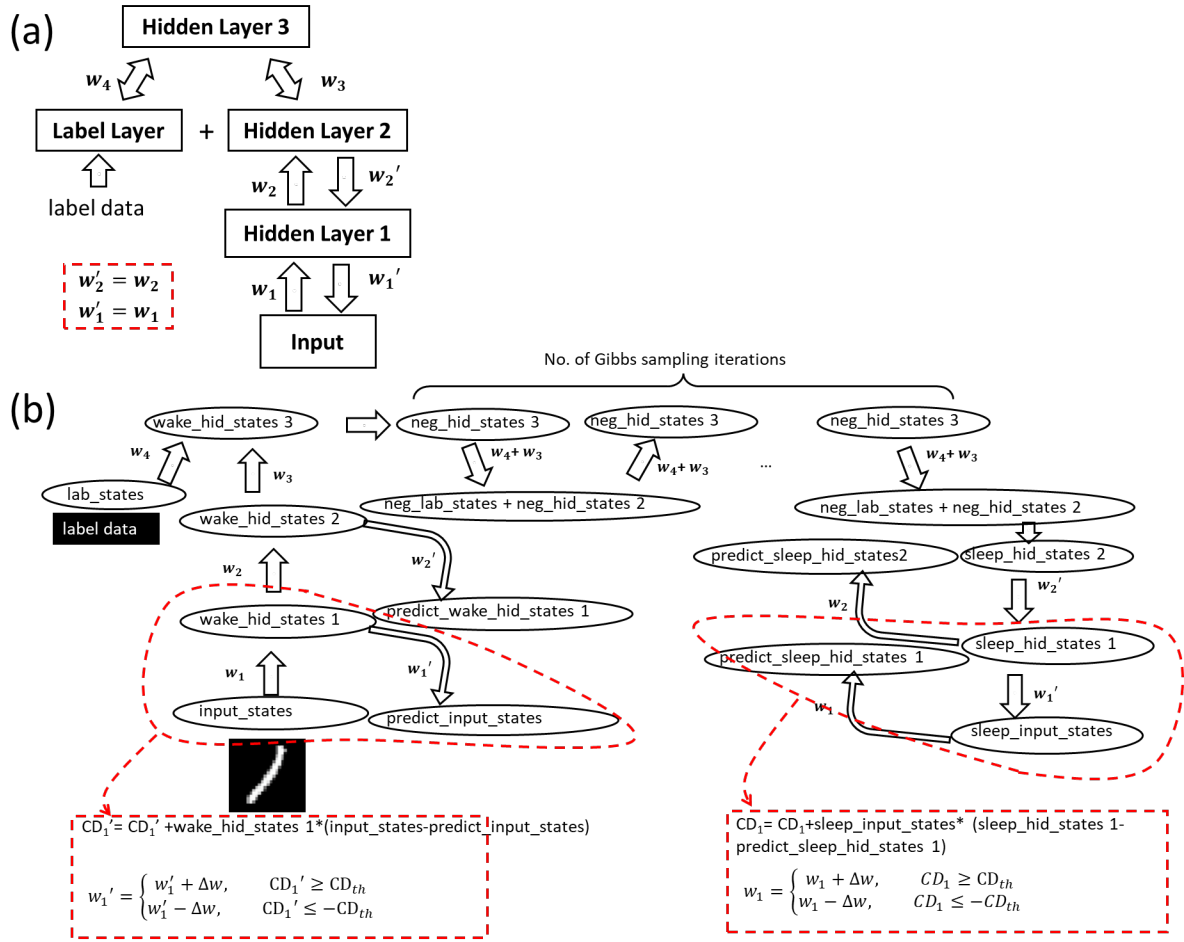 (a)
Hidden Layer 3
w₄
w₃
Label Layer
+
Hidden Layer 2
w₂
w₂′
label data
Hidden Layer 1
w₂′ = w₂
w₁′ = w₁
w₁
w₁′
Input
No. of Gibbs sampling iterations
(b)
wake_hid_states 3
neg_hid_states 3
neg_hid_states 3
neg_hid_states 3
w₄
w₃
w₄+ w₃
w₄+ w₃
...
w₄+ w₃
lab_states
label data
wake_hid_states 2
neg_lab_states + neg_hid_states 2
neg_lab_states + neg_hid_states 2
w₂
w₂′
predict_sleep_hid_states2
sleep_hid_states 2
w₂
w₂′
wake_hid_states 1
predict_wake_hid_states 1
predict_sleep_hid_states 1
sleep_hid_states 1
w₁
w₁′
w₁
w₁′
input_states
predict_input_states
sleep_input_states
CD₁′= CD₁′ +wake_hid_states 1*(input_states-predict_input_states)
w₁′ = { w₁′ + Δw, CD₁′ ≥ CDₜₕ
w₁′ − Δw, CD₁′ ≤ −CDₜₕ
CD₁= CD₁+sleep_input_states* (sleep_hid_states 1-
predict_sleep_hid_states 1)
w₁ = { w₁ + Δw, CD₁ ≥ CDₜₕ
w₁ − Δw, CD₁ ≤ −CDₜₕ